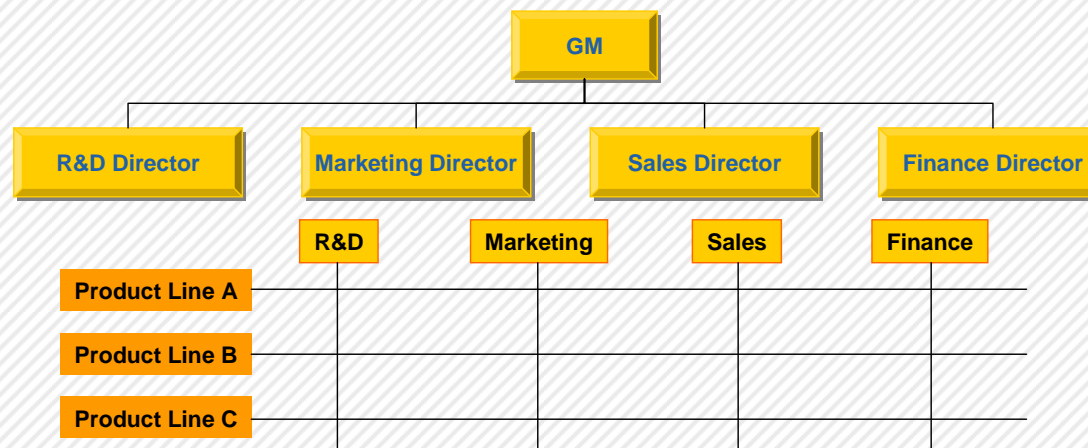 GM
R&D Director
Marketing Director
Sales Director
Finance Director
R&D
Marketing
Sales
Finance
Product Line A
Product Line B
Product Line C